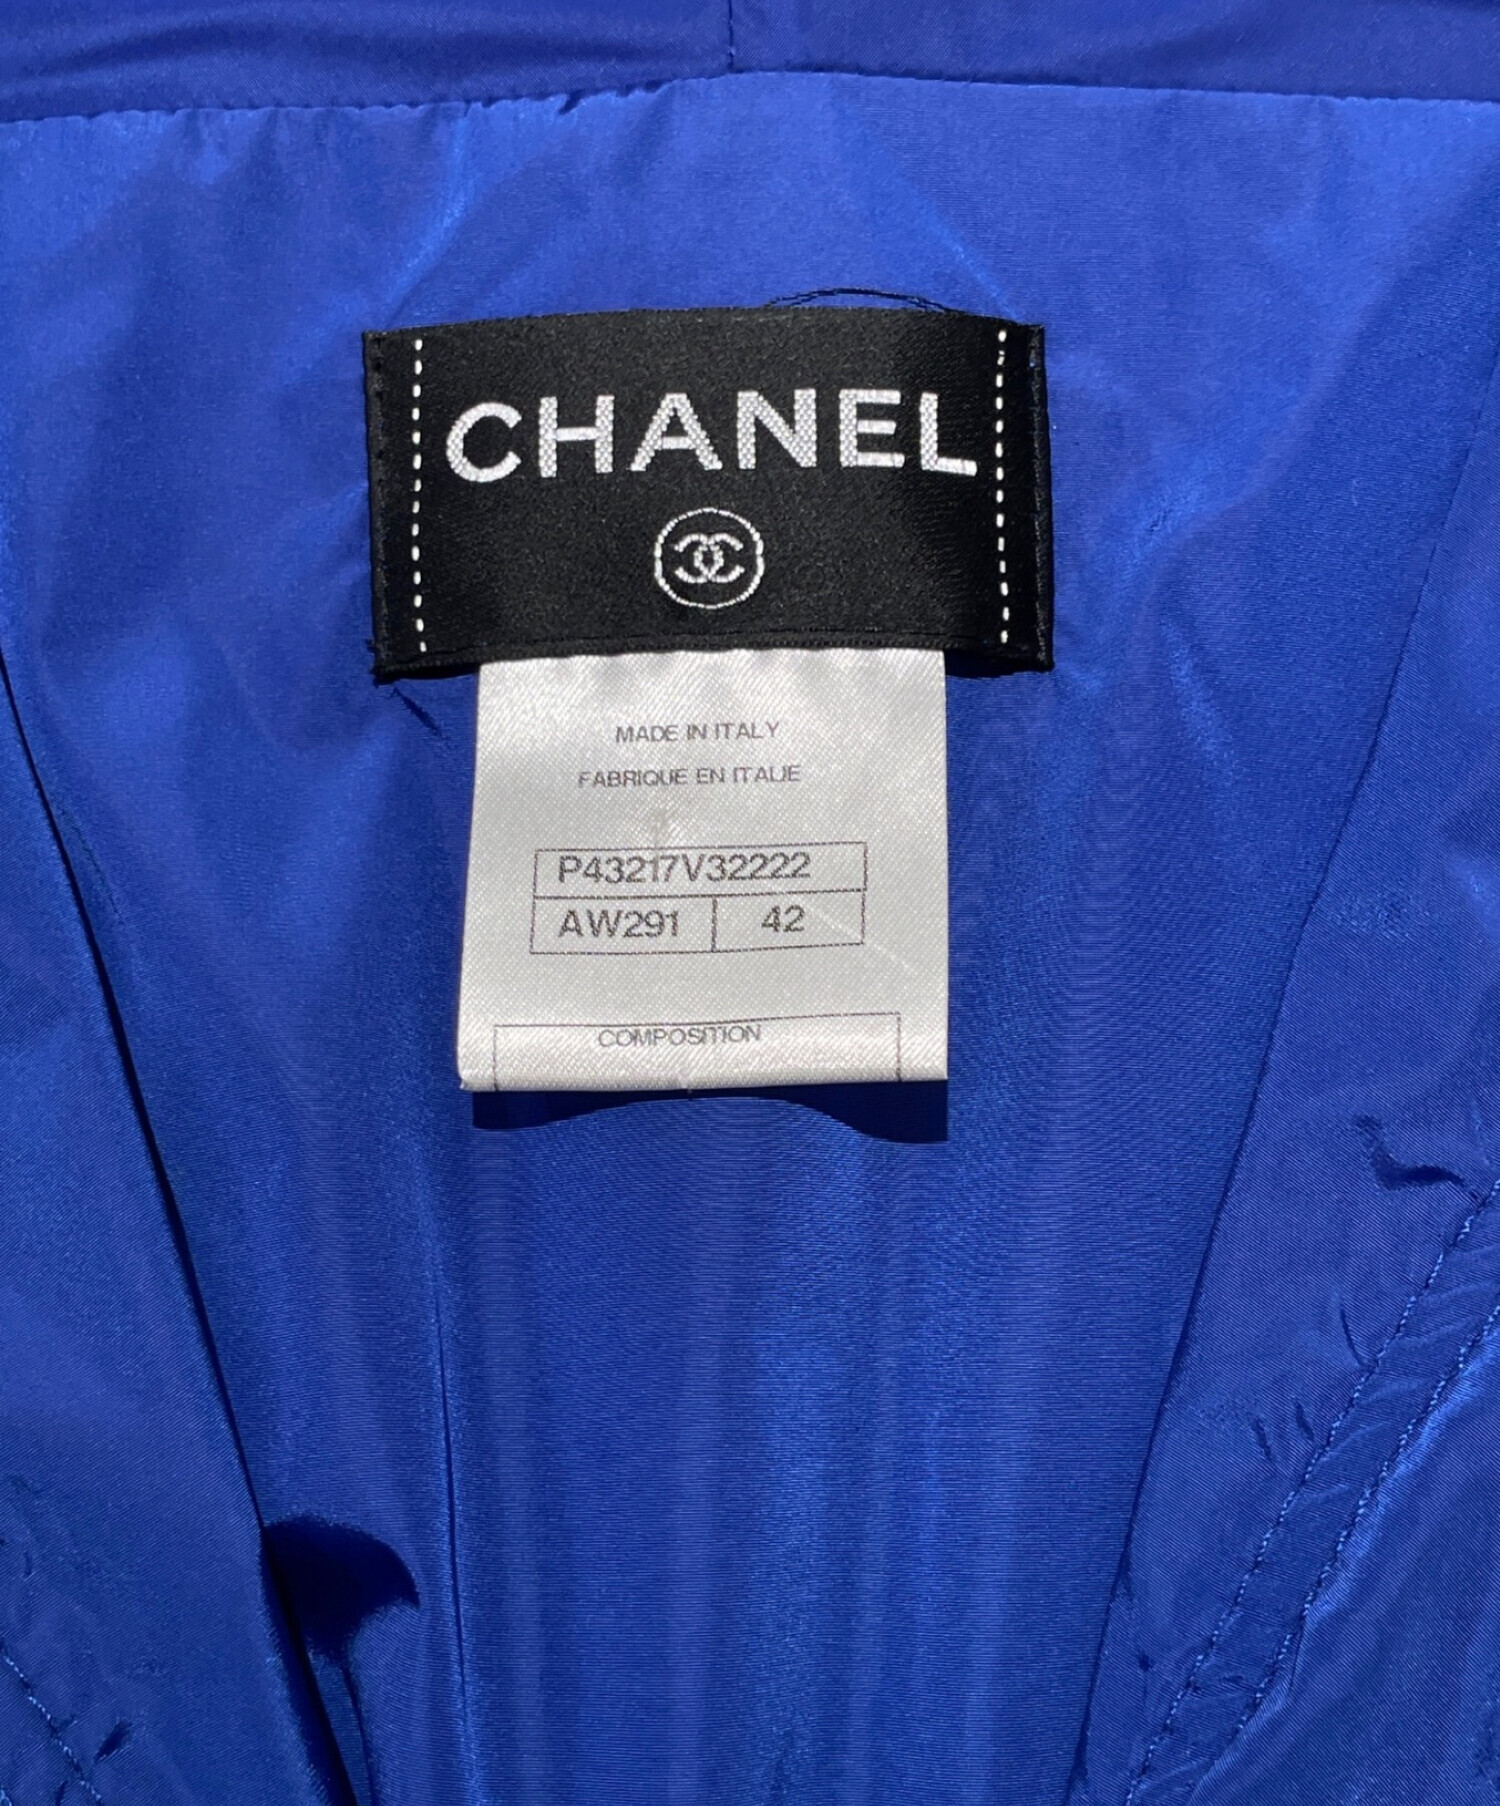 CHANEL
MADE IN ITALY
FABRIQUE EN ITALIE
P43217V32222
AW291 42
COMPOSITION